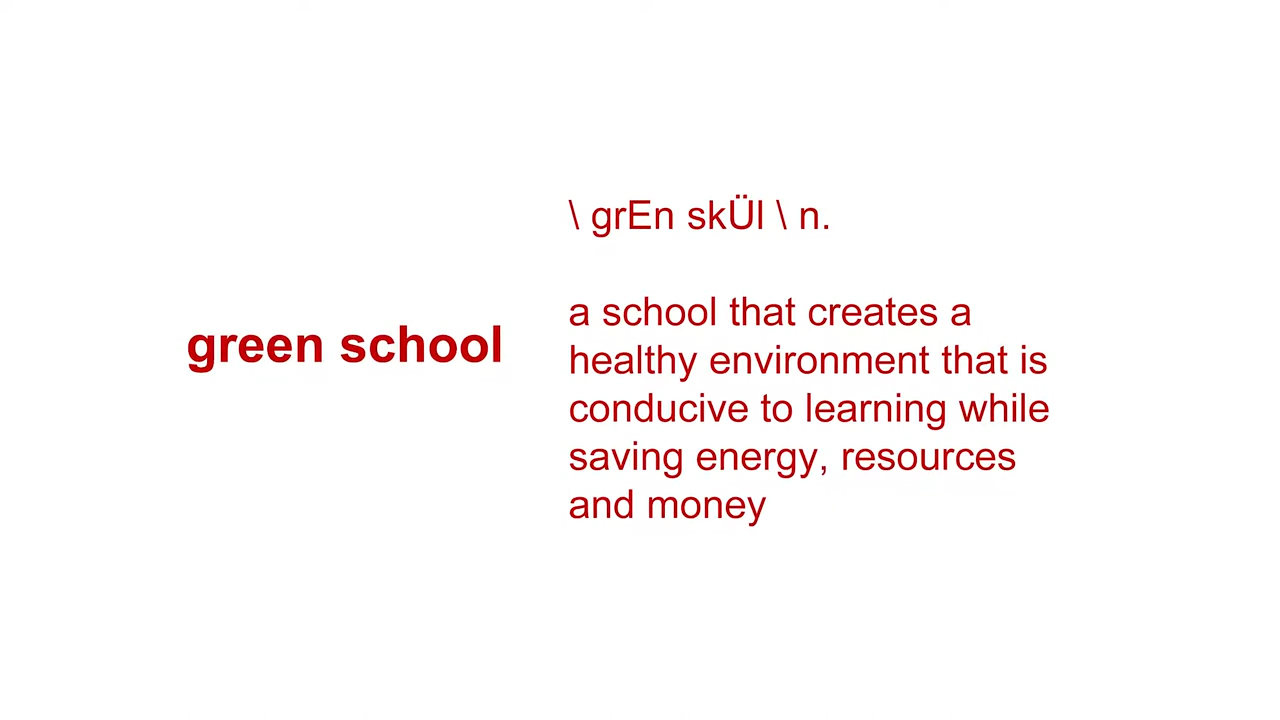 green school
\ grEn skÜl \ n.
a school that creates a
healthy environment that is
conducive to learning while
saving energy, resources
and money